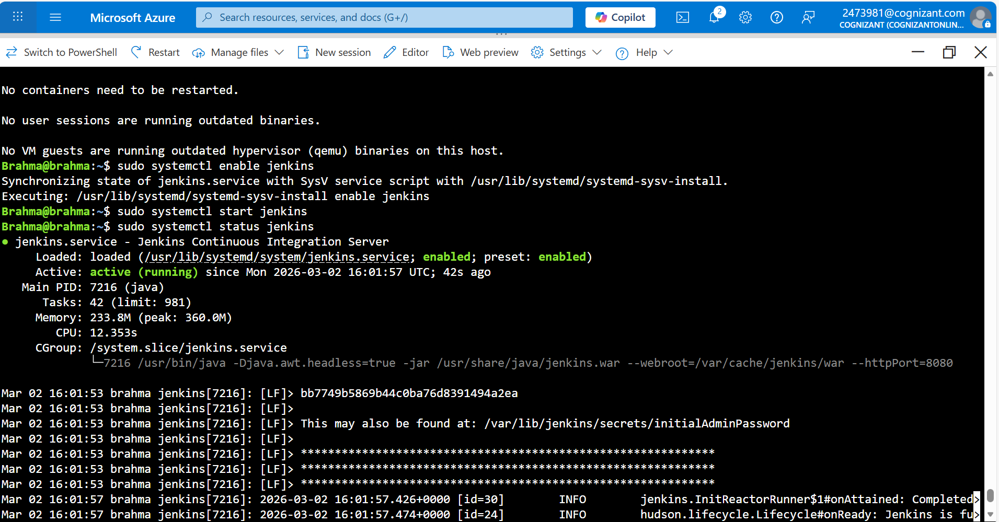 Microsoft Azure
Search resources, services, and docs (G+/)
Copilot
2
2473981@cognizant.com
COGNIZANT (COGNIZANTONLIN...
Switch to PowerShell
Restart
Manage files
New session
Editor
Web preview
Settings
Help
No containers need to be restarted.
No user sessions are running outdated binaries.
No VM guests are running outdated hypervisor (qemu) binaries on this host.
Brahma@brahma:~$ sudo systemctl enable jenkins
Synchronizing state of jenkins.service with SysV service script with /usr/lib/systemd/systemd-sysv-install.
Executing: /usr/lib/systemd/systemd-sysv-install enable jenkins
Brahma@brahma:~$ sudo systemctl start jenkins
Brahma@brahma:~$ sudo systemctl status jenkins
● jenkins.service - Jenkins Continuous Integration Server
Loaded: loaded (/usr/lib/systemd/system/jenkins.service; enabled; preset: enabled)
Active: active (running) since Mon 2026-03-02 16:01:57 UTC; 42s ago
Main PID: 7216 (java)
Tasks: 42 (limit: 981)
Memory: 233.8M (peak: 360.0M)
CPU: 12.353s
CGroup: /system.slice/jenkins.service
└─7216 /usr/bin/java -Djava.awt.headless=true -jar /usr/share/java/jenkins.war --webroot=/var/cache/jenkins/war --httpPort=8080
Mar 02 16:01:53 brahma jenkins[7216]: [LF]> bb7749b5869b44c0ba76d8391494a2ea
Mar 02 16:01:53 brahma jenkins[7216]: [LF]>
Mar 02 16:01:53 brahma jenkins[7216]: [LF]> This may also be found at: /var/lib/jenkins/secrets/initialAdminPassword
Mar 02 16:01:53 brahma jenkins[7216]: [LF]>
Mar 02 16:01:53 brahma jenkins[7216]: [LF]> *************************************************************
Mar 02 16:01:53 brahma jenkins[7216]: [LF]> *************************************************************
Mar 02 16:01:53 brahma jenkins[7216]: [LF]> *************************************************************
Mar 02 16:01:57 brahma jenkins[7216]: 2026-03-02 16:01:57.426+0000 [id=30] INFO jenkins.InitReactorRunner$1#onAttained: Completed>
Mar 02 16:01:57 brahma jenkins[7216]: 2026-03-02 16:01:57.474+0000 [id=24] INFO hudson.lifecycle.Lifecycle#onReady: Jenkins is fu>